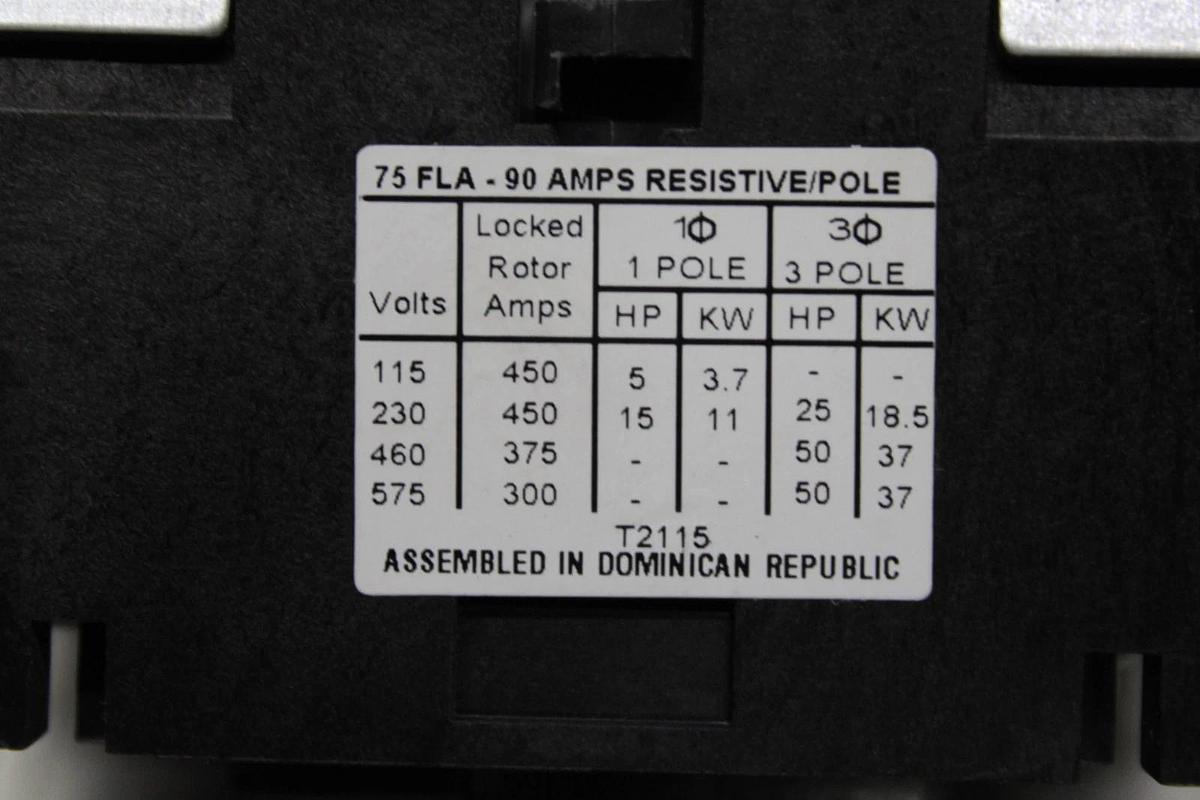 75 FLA - 90 AMPS RESISTIVE/POLE
Volts Locked Rotor Amps 1Φ 1 POLE 3Φ 3 POLE
HP KW HP KW
115 450 5 3.7 - -
230 450 15 11 25 18.5
460 375 - - 50 37
575 300 - - 50 37
T2115
ASSEMBLED IN DOMINICAN REPUBLIC